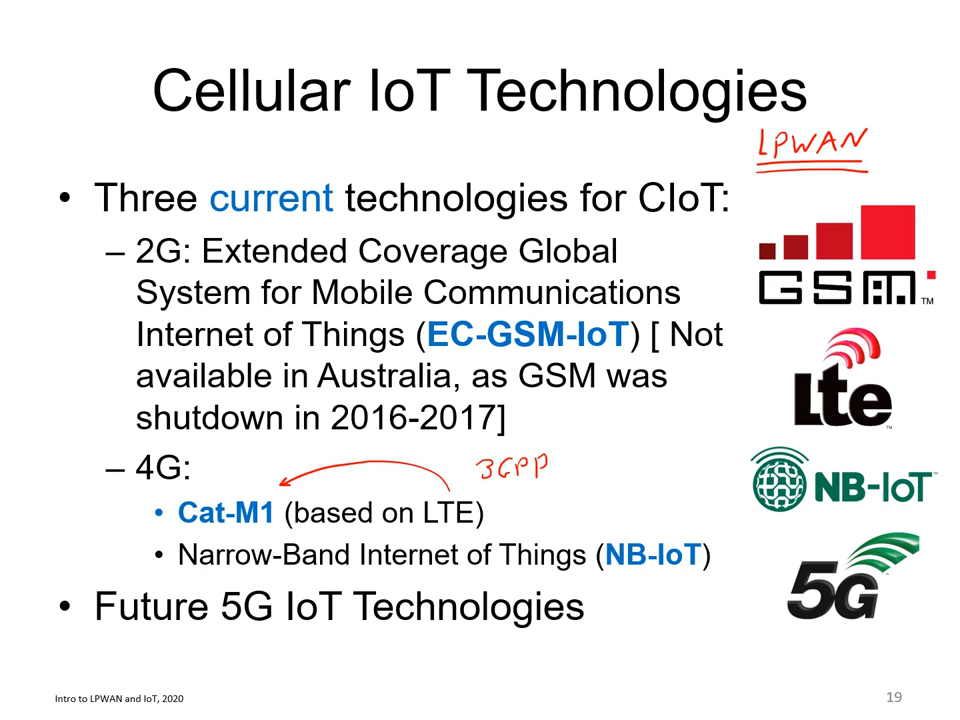 Cellular IoT Technologies
LPWAN
• Three current technologies for CIoT:
– 2G: Extended Coverage Global
System for Mobile Communications
Internet of Things (EC-GSM-IoT) [ Not
available in Australia, as GSM was
shutdown in 2016-2017]
– 4G:
3GPP
• Cat-M1 (based on LTE)
• Narrow-Band Internet of Things (NB-IoT)
• Future 5G IoT Technologies
GSM™
Lte™
NB-IoT™
5G
Intro to LPWAN and IoT, 2020
19